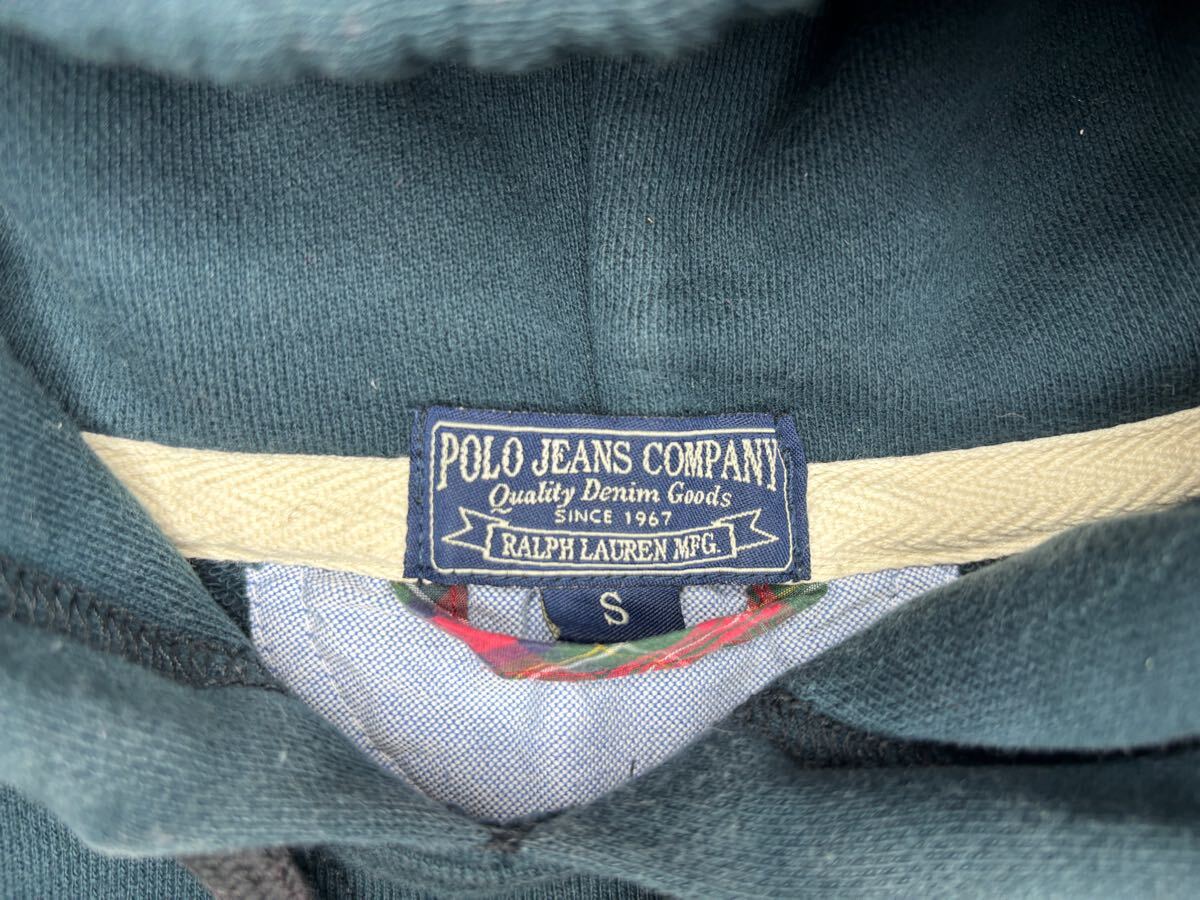 POLO JEANS COMPANY
Quality Denim Goods
SINCE 1967
RALPH LAUREN MFG.
S